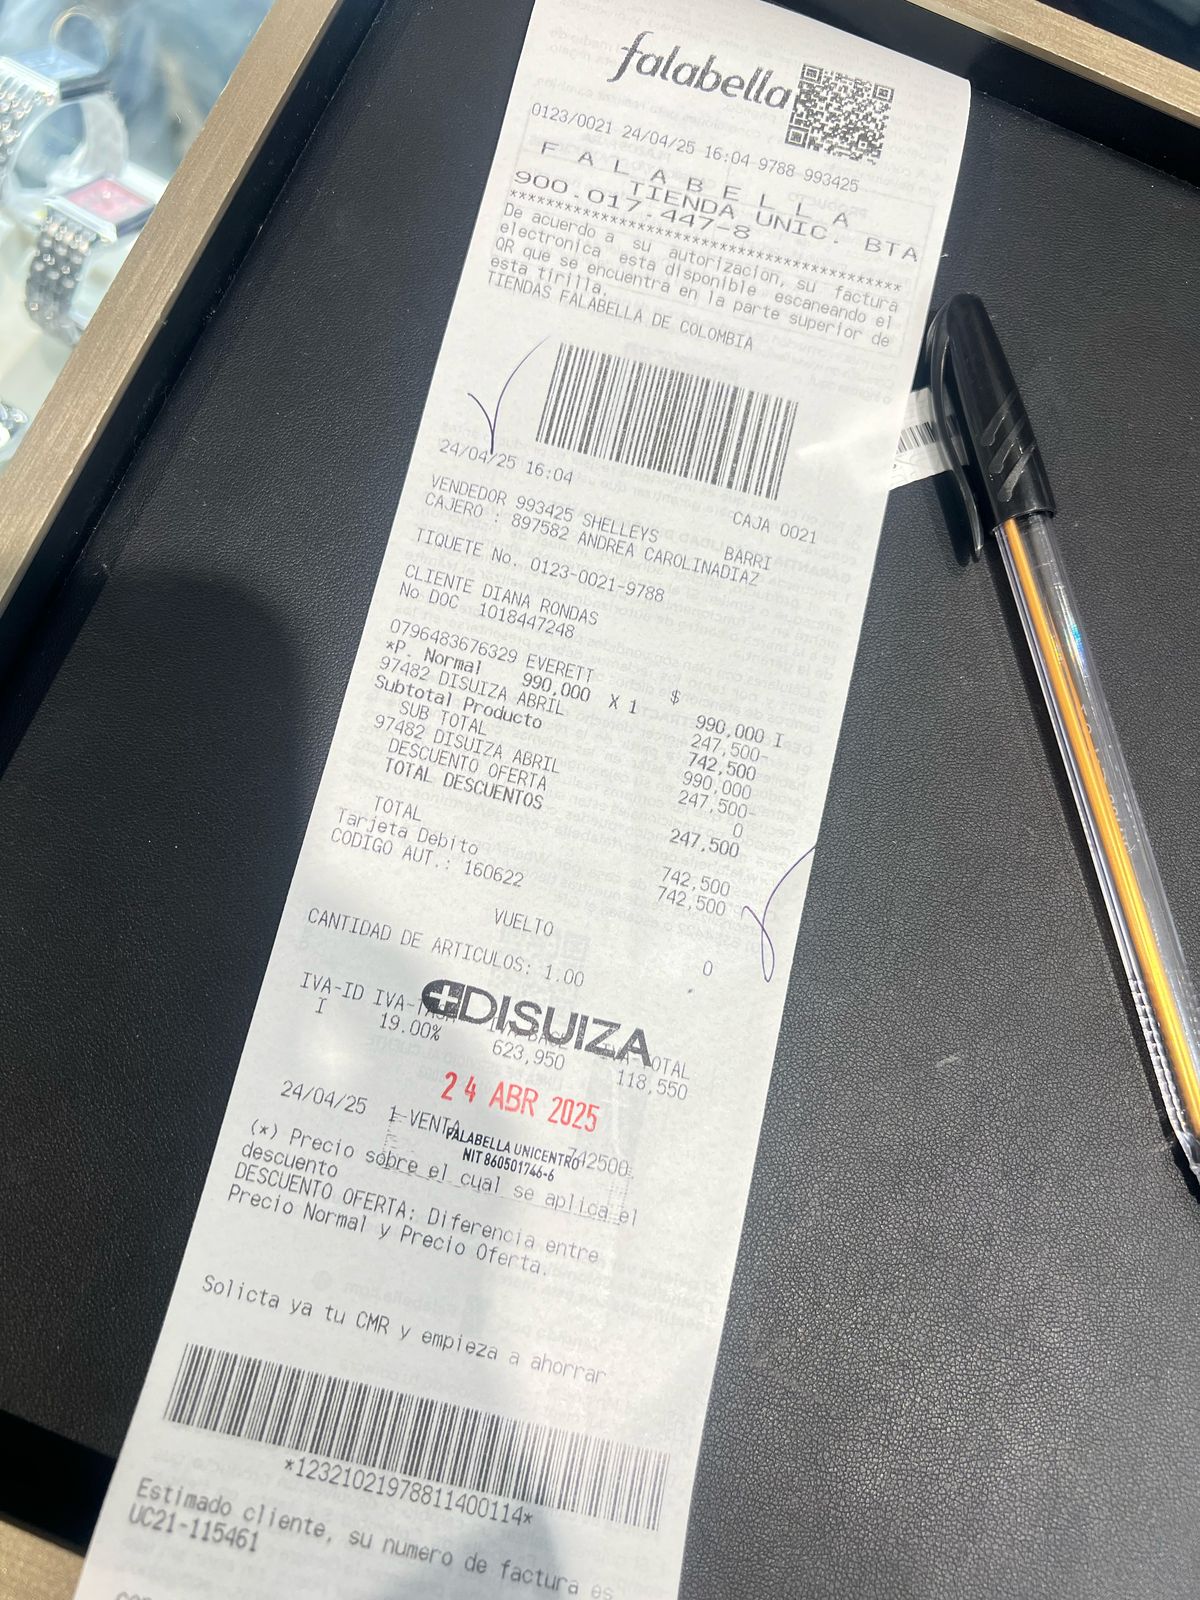 falabella
0123/0021 24/04/25 16:04 9788 993425
F A L A B E L L A
TIENDA UNIC. BTA
900.017.447-8
******************************************
De acuerdo a su autorizacion, su factura
electronica esta disponible escaneando el
QR que se encuentra en la parte superior de
esta tirilla.
TIENDAS FALABELLA DE COLOMBIA
24/04/25 16:04
CAJA 0021
VENDEDOR 993425 SHELLEYS BARRI
CAJERO : 897582 ANDREA CAROLINADIAZ
TIQUETE No. 0123-0021-9788
CLIENTE DIANA RONDAS
No DOC 1018447248
0796483676329 EVERETT $ 990,000 I
*P. Normal 990,000 X 1
97482 DISUIZA ABRIL 247,500-
Subtotal Producto 742,500
SUB TOTAL 990,000
97482 DISUIZA ABRIL 247,500-
DESCUENTO OFERTA 0
TOTAL DESCUENTOS 247,500
TOTAL 742,500
Tarjeta Debito 742,500
CODIGO AUT.: 160622
VUELTO 0
CANTIDAD DE ARTICULOS: 1.00
DISUIZA
IVA-ID
I 19.00% 623,950 118,550
24 ABR 2025
24/04/25 1 VENTA 742500
FALABELLA UNICENTRO
NIT 860501746-6
(*) Precio sobre el cual se aplica el
descuento
DESCUENTO OFERTA: Diferencia entre
Precio Normal y Precio Oferta.
Solicta ya tu CMR y empieza a ahorrar
*12321021978811400114*
Estimado cliente, su numero de factura es
UC21-115461